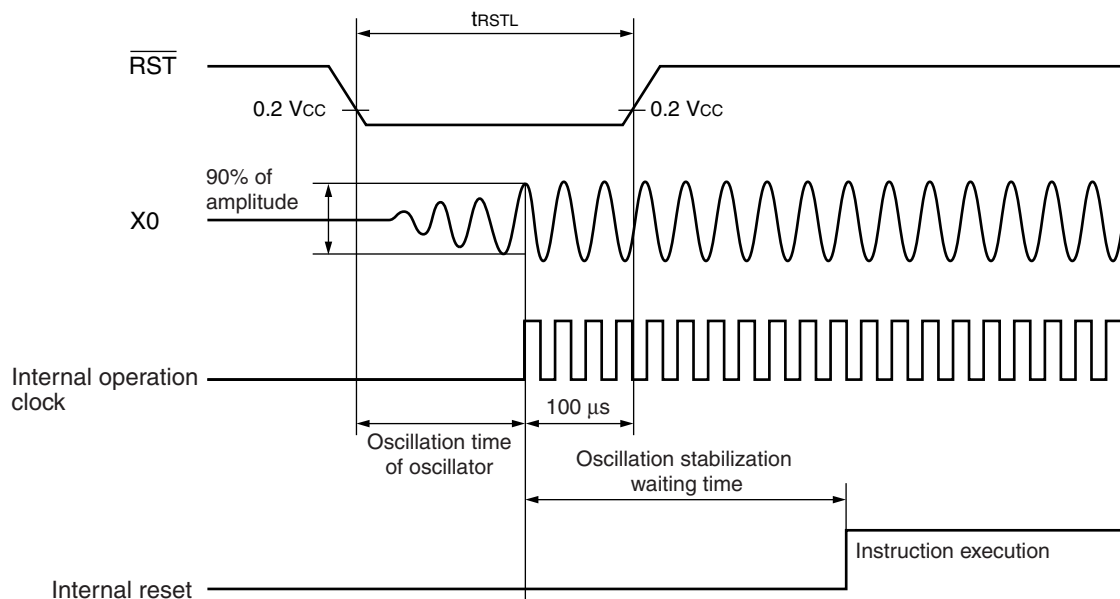 tRSTL
RST
0.2 VCC
0.2 VCC
90% of
amplitude
X0
Internal operation
clock
100 μs
Oscillation time
of oscillator
Oscillation stabilization
waiting time
Instruction execution
Internal reset